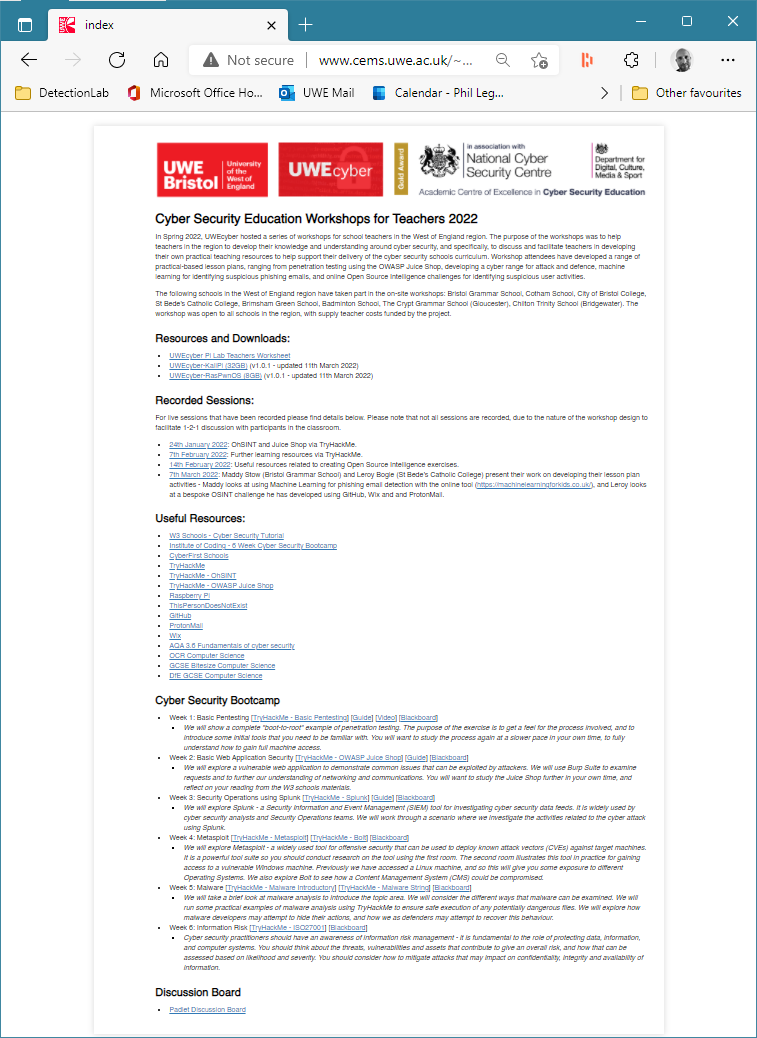 index
Not secure
www.cems.uwe.ac.uk/~...
DetectionLab
Microsoft Office Ho...
UWE Mail
Calendar - Phil Leg...
Other favourites
UWE Bristol
University of the West of England
UWEcyber
Gold Award
in association with
National Cyber Security Centre
Department for Digital, Culture, Media & Sport
Academic Centre of Excellence in Cyber Security Education
Cyber Security Education Workshops for Teachers 2022
In Spring 2022, UWEcyber hosted a series of workshops for school teachers in the West of England region. The purpose of the workshops was to help
teachers in the region to develop their knowledge and understanding around cyber security, and specifically, to discuss and facilitate teachers in developing
their own practical teaching resources to help support their delivery of the cyber security schools curriculum. Workshop attendees have developed a range of
practical-based lesson plans, ranging from penetration testing using the OWASP Juice Shop, developing a cyber range for attack and defence, machine
learning for identifying suspicious phishing emails, and online Open Source Intelligence challenges for identifying suspicious user activities.
The following schools in the West of England region have taken part in the on-site workshops: Bristol Grammar School, Cotham School, City of Bristol College,
St Bede's Catholic College, Brimsham Green School, Badminton School, The Crypt Grammar School (Gloucester), Chilton Trinity School (Bridgewater). The
workshop was open to all schools in the region, with supply teacher costs funded by the project.
Resources and Downloads:
UWEcyber Pi Lab Teachers Worksheet
UWEcyber-KaliPi (32GB) (v1.0.1 - updated 11th March 2022)
UWEcyber-RasPwnOS (8GB) (v1.0.1 - updated 11th March 2022)
Recorded Sessions:
For live sessions that have been recorded please find details below. Please note that not all sessions are recorded, due to the nature of the workshop design to
facilitate 1-2-1 discussion with participants in the classroom.
24th January 2022: OhSINT and Juice Shop via TryHackMe.
7th February 2022: Further learning resources via TryHackMe.
14th February 2022: Useful resources related to creating Open Source Intelligence exercises.
7th March 2022: Maddy Stow (Bristol Grammar School) and Leroy Bogle (St Bede's Catholic College) present their work on developing their lesson plan
activities - Maddy looks at using Machine Learning for phishing email detection with the online tool (https://machinelearningforkids.co.uk/), and Leroy looks
at a bespoke OSINT challenge he has developed using GitHub, Wix and and ProtonMail.
Useful Resources:
W3 Schools - Cyber Security Tutorial
Institute of Coding - 6 Week Cyber Security Bootcamp
CyberFirst Schools
TryHackMe
TryHackMe - OhSINT
TryHackMe - OWASP Juice Shop
Raspberry Pi
ThisPersonDoesNotExist
GitHub
ProtonMail
Wix
AQA 3.6 Fundamentals of cyber security
OCR Computer Science
GCSE Bitesize Computer Science
DfE GCSE Computer Science
Cyber Security Bootcamp
Week 1: Basic Pentesting [TryHackMe - Basic Pentesting] [Guide] [Video] [Blackboard]
We will show a complete "boot-to-root" example of penetration testing. The purpose of the exercise is to get a feel for the process involved, and to
introduce some initial tools that you need to be familiar with. You will want to study the process again at a slower pace in your own time, to fully
understand how to gain full machine access.
Week 2: Basic Web Application Security [TryHackMe - OWASP Juice Shop] [Guide] [Blackboard]
We will explore a vulnerable web application to demonstrate common issues that can be exploited by attackers. We will use Burp Suite to examine
requests and to further our understanding of networking and communications. You will want to study the Juice Shop further in your own time, and
reflect on your reading from the W3 schools materials.
Week 3: Security Operations using Splunk [TryHackMe - Splunk] [Guide] [Blackboard]
We will explore Splunk - a Security Information and Event Management (SIEM) tool for investigating cyber security data feeds. It is widely used by
cyber security analysts and Security Operations teams. We will work through a scenario where we investigate the activities related to the cyber attack
using Splunk.
Week 4: Metasploit [TryHackMe - Metasploit] [TryHackMe - Bolt] [Blackboard]
We will explore Metasploit - a widely used tool for offensive security that can be used to deploy known attack vectors (CVEs) against target machines.
It is a powerful tool suite so you should conduct research on the tool using the first room. The second room illustrates this tool in practice for gaining
access to a vulnerable Windows machine. Previously we have accessed a Linux machine, and so this will give you some exposure to different
Operating Systems. We also explore Bolt to see how a Content Management System (CMS) could be compromised.
Week 5: Malware [TryHackMe - Malware Introductory] [TryHackMe - Malware String] [Blackboard]
We will take a brief look at malware analysis to introduce the topic area. We will consider the different ways that malware can be examined. We will
run some practical examples of malware analysis using TryHackMe to ensure safe execution of any potentially dangerous files. We will explore how
malware developers may attempt to hide their actions, and how we as defenders may attempt to recover this behaviour.
Week 6: Information Risk [TryHackMe - ISO27001] [Blackboard]
Cyber security practitioners should have an awareness of information risk management - it is fundamental to the role of protecting data, information,
and computer systems. You should think about the threats, vulnerabilities and assets that contribute to give an overall risk, and how that can be
assessed based on likelihood and severity. You should consider how to mitigate attacks that may impact on confidentiality, integrity and availability of
information.
Discussion Board
Padlet Discussion Board